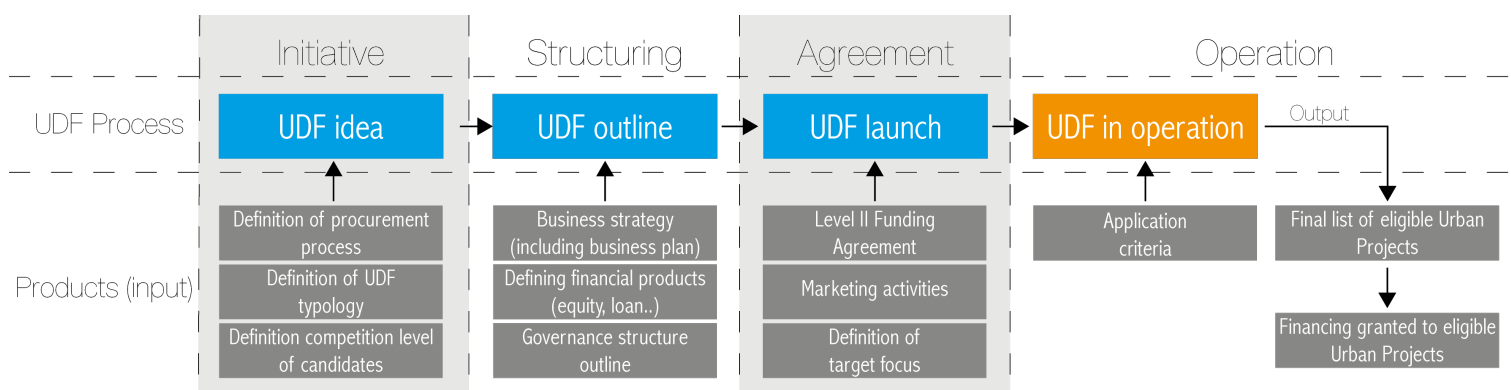 Initiative
Structuring
Agreement
Operation
UDF Process
UDF idea
UDF outline
UDF launch
UDF in operation
Output
Products (input)
Definition of procurement
process
Definition of UDF
typology
Definition competition level
of candidates
Business strategy
(including business plan)
Defining financial products
(equity, loan..)
Governance structure
outline
Level II Funding
Agreement
Marketing activities
Definition of
target focus
Application
criteria
Final list of eligible Urban
Projects
Financing granted to eligible
Urban Projects